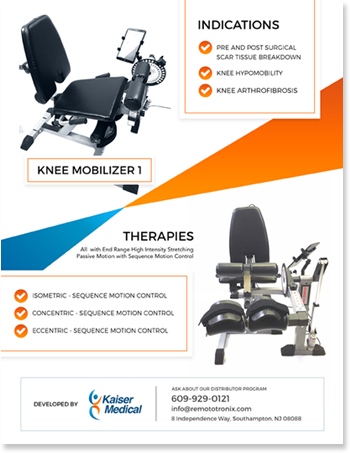 INDICATIONS
PRE AND POST SURGICAL
SCAR TISSUE BREAKDOWN
KNEE HYPOMOBILITY
KNEE ARTHROFIBROSIS
KNEE MOBILIZER 1
THERAPIES
All with End Range High Intensity Stretching
Passive Motion with Sequence Motion Control
ISOMETRIC - SEQUENCE MOTION CONTROL
CONCENTRIC - SEQUENCE MOTION CONTROL
ECCENTRIC - SEQUENCE MOTION CONTROL
DEVELOPED BY
Kaiser
Medical
ASK ABOUT OUR DISTRIBUTOR PROGRAM
609-929-0121
info@remototronix.com
8 Independence Way, Southampton, NJ 08088